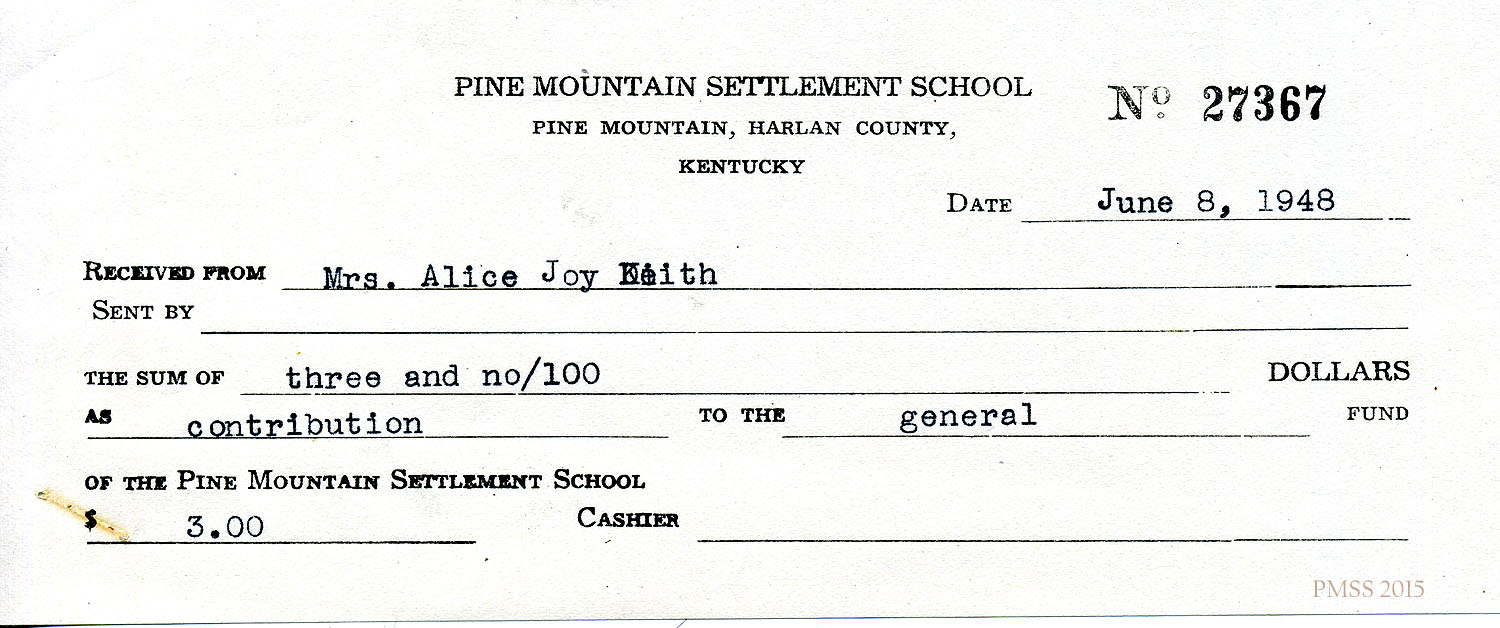 PINE MOUNTAIN SETTLEMENT SCHOOL
PINE MOUNTAIN, HARLAN COUNTY,
KENTUCKY
No 27367
DATE June 8, 1948
RECEIVED FROM Mrs. Alice Joy Keith
SENT BY
THE SUM OF three and no/100 DOLLARS
AS contribution TO THE general FUND
OF THE PINE MOUNTAIN SETTLEMENT SCHOOL
$ 3.00 CASHIER
PMSS 2015